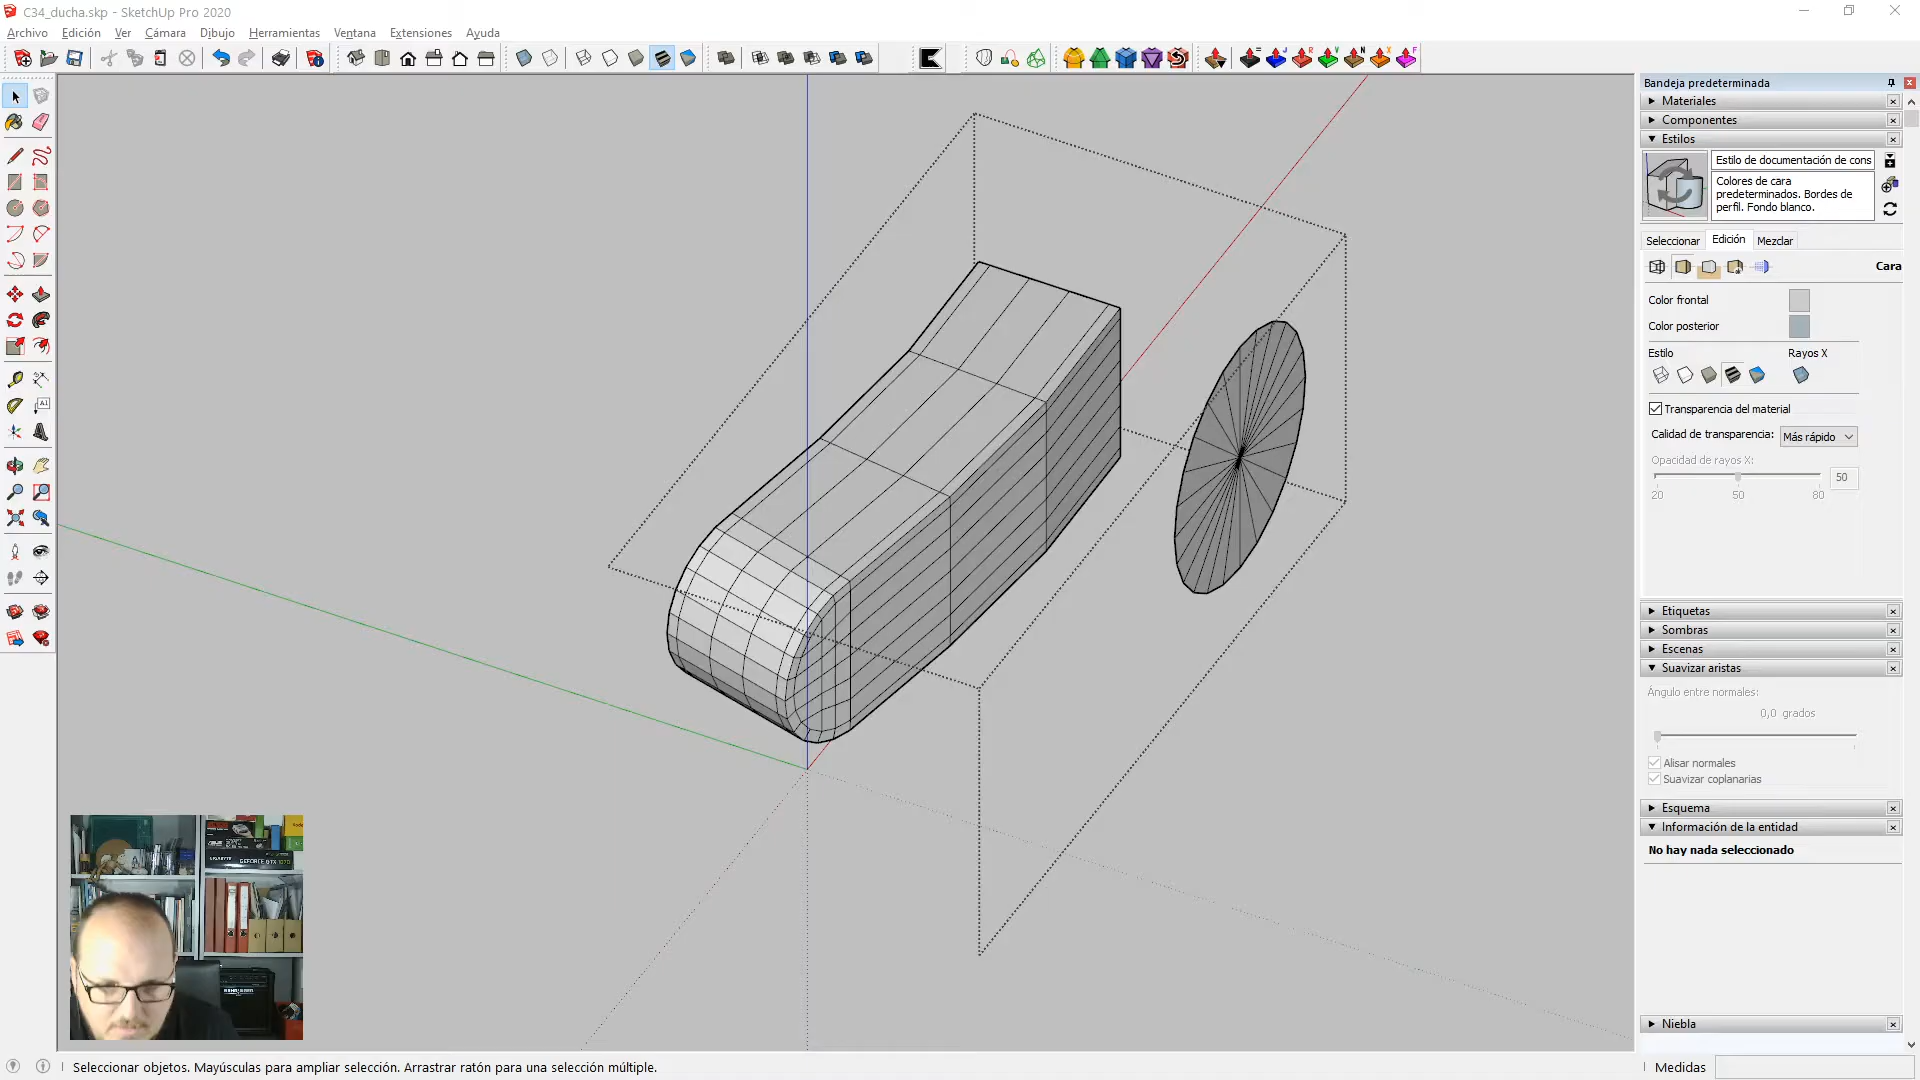 C34_ducha.skp - SketchUp Pro 2020
Archivo Edición Ver Cámara Dibujo Herramientas Ventana Extensiones Ayuda
Bandeja predeterminada
Materiales
Componentes
Estilos
Estilo de documentación de cons
Colores de cara
predeterminados. Bordes de
perfil. Fondo blanco.
Seleccionar Edición Mezclar
Cara
Color frontal
Color posterior
Estilo Rayos X
Transparencia del material
Calidad de transparencia: Más rápido
Opacidad de rayos X:
50
20 50 80
Etiquetas
Sombras
Escenas
Suavizar aristas
Ángulo entre normales:
0,0 grados
Alisar normales
Suavizar coplanarias
Esquema
Información de la entidad
No hay nada seleccionado
Niebla
GEFORCE GTX 1070
Seleccionar objetos. Mayúsculas para ampliar selección. Arrastrar ratón para una selección múltiple.
Medidas